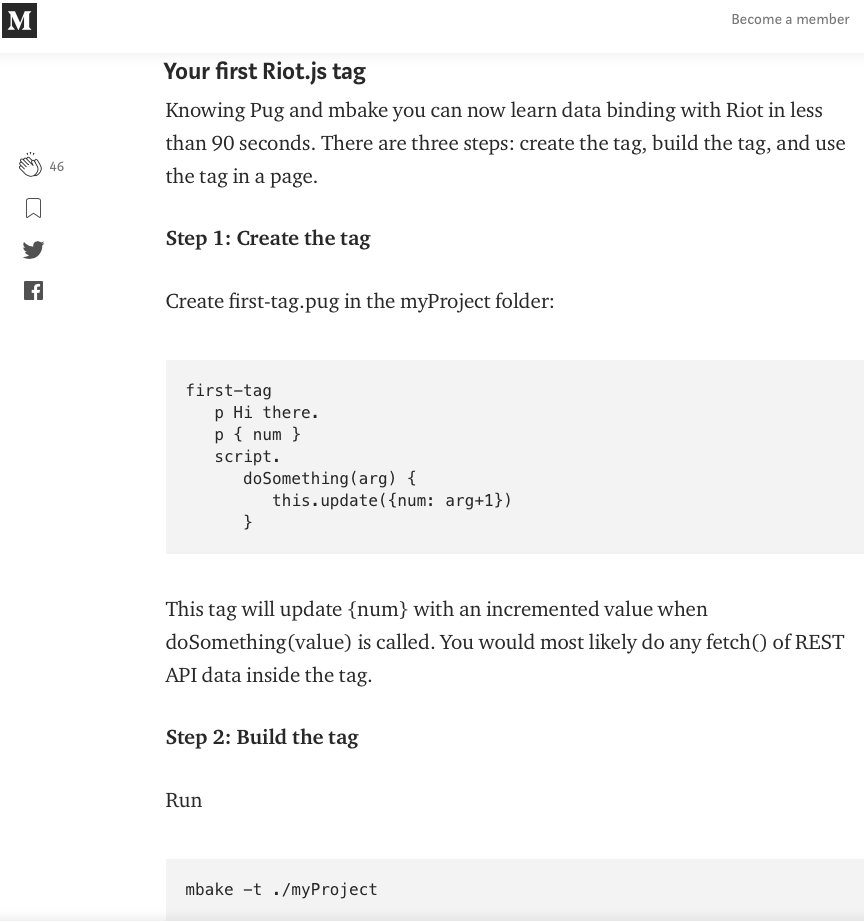 M
Become a member
Your first Riot.js tag
Knowing Pug and mbake you can now learn data binding with Riot in less
than 90 seconds. There are three steps: create the tag, build the tag, and use
the tag in a page.
46
Step 1: Create the tag
Create first-tag.pug in the myProject folder:
first-tag
   p Hi there.
   p { num }
   script.
      doSomething(arg) {
         this.update({num: arg+1})
      }
This tag will update {num} with an incremented value when
doSomething(value) is called. You would most likely do any fetch() of REST
API data inside the tag.
Step 2: Build the tag
Run
mbake -t ./myProject